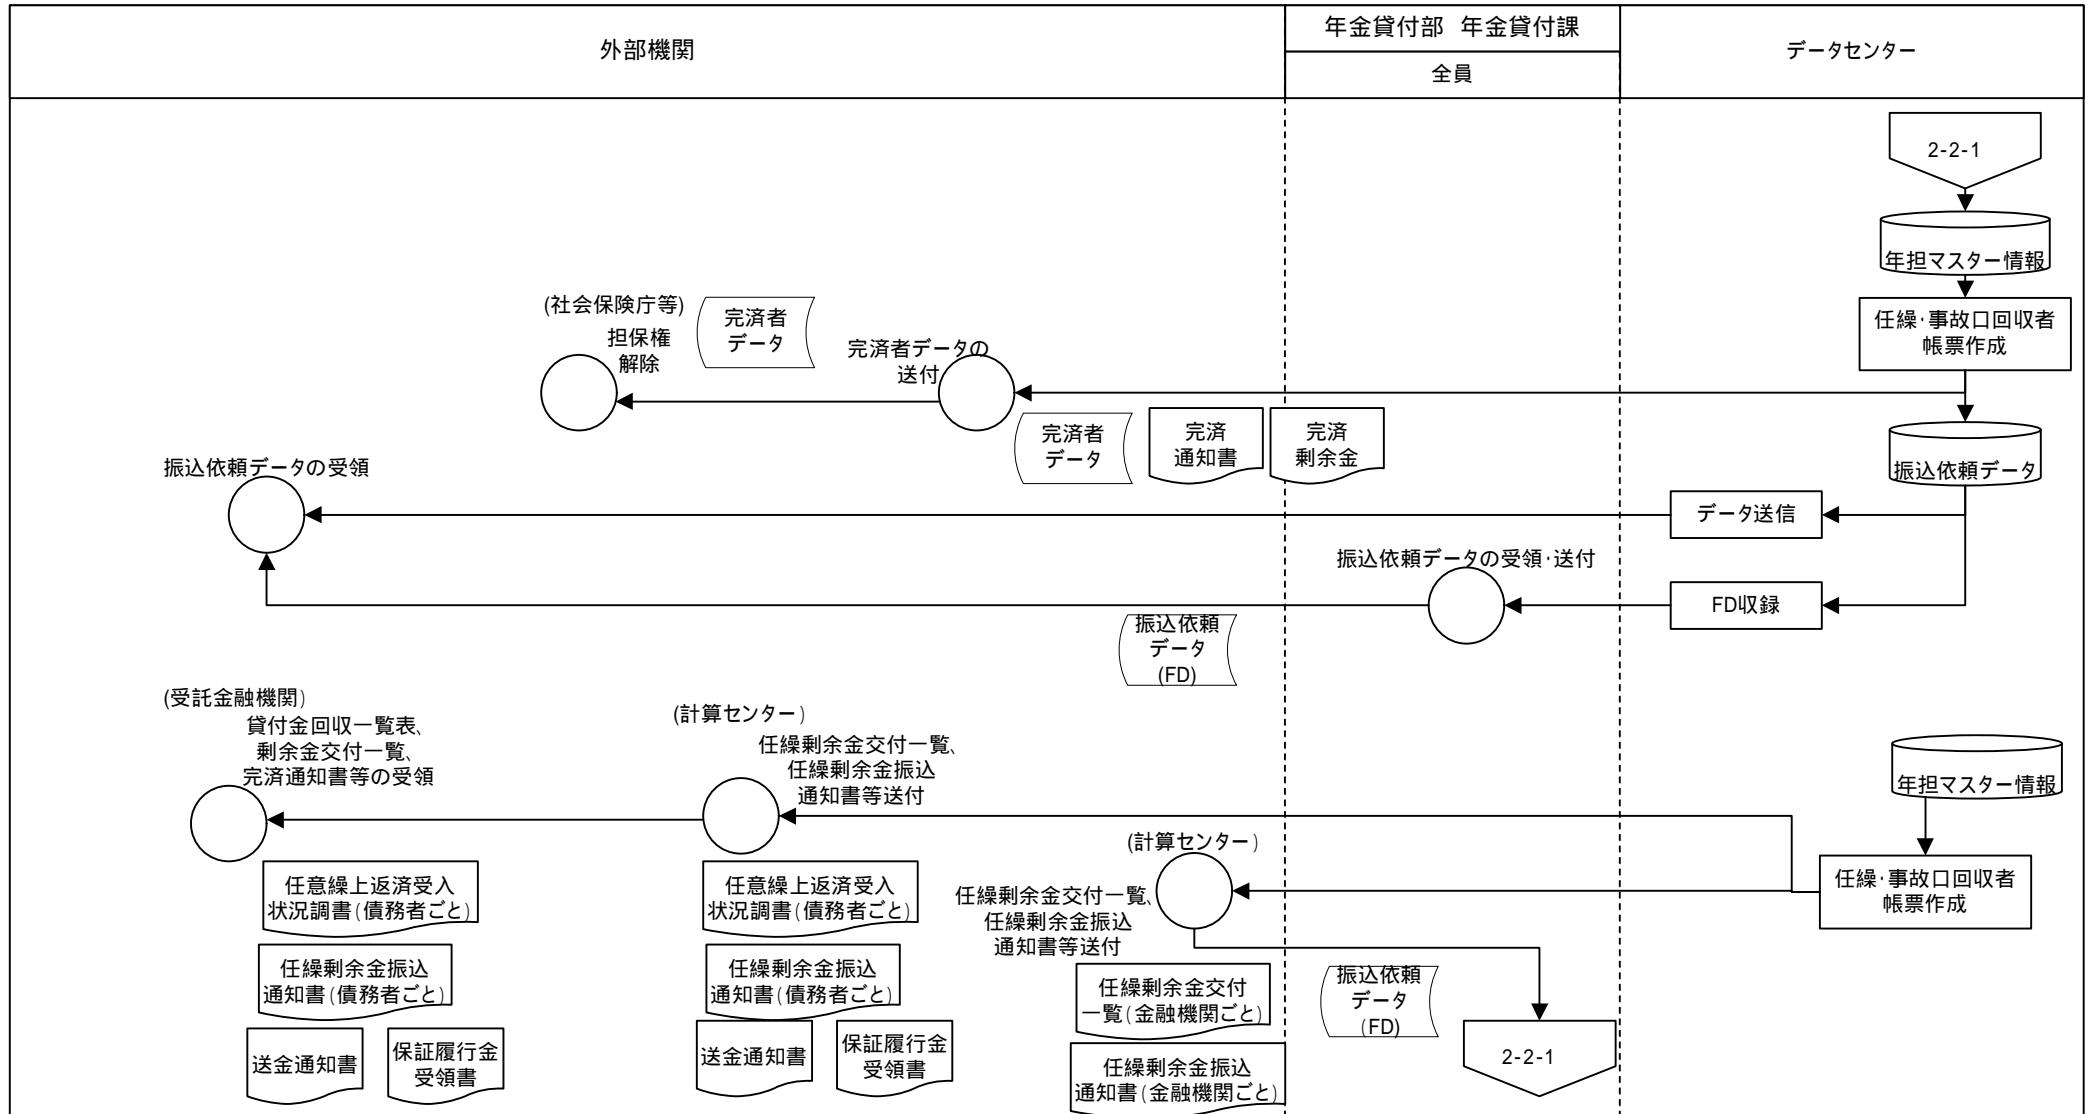 外部機関
年金貸付部 年金貸付課
全員
データセンター
2-2-1
年担マスター情報
任繰・事故口回収者
帳票作成
(社会保険庁等)
担保権
解除
完済者
データ
完済者データの
送付
完済者
データ
完済
通知書
完済
剰余金
振込依頼データ
振込依頼データの受領
データ送信
振込依頼データの受領・送付
FD収録
振込依頼
データ
(FD)
(受託金融機関)
貸付金回収一覧表、
剰余金交付一覧、
完済通知書等の受領
(計算センター)
任繰剰余金交付一覧、
任繰剰余金振込
通知書等送付
年担マスター情報
任繰・事故口回収者
帳票作成
(計算センター)
任繰剰余金交付一覧、
任繰剰余金振込
通知書等送付
任意繰上返済受入
状況調書(債務者ごと)
任繰剰余金振込
通知書(債務者ごと)
送金通知書
保証履行金
受領書
任意繰上返済受入
状況調書(債務者ごと)
任繰剰余金振込
通知書(債務者ごと)
送金通知書
保証履行金
受領書
任繰剰余金交付
一覧(金融機関ごと)
任繰剰余金振込
通知書(金融機関ごと)
振込依頼
データ
(FD)
2-2-1